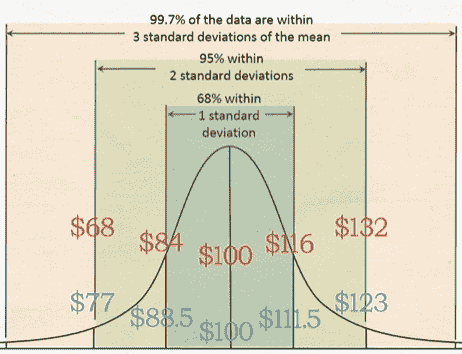 99.7% of the data are within
3 standard deviations of the mean
95% within
2 standard deviations
68% within
1 standard
deviation
$68 $84 $100 $116 $132
$77 $88.5 $100 $111.5 $123